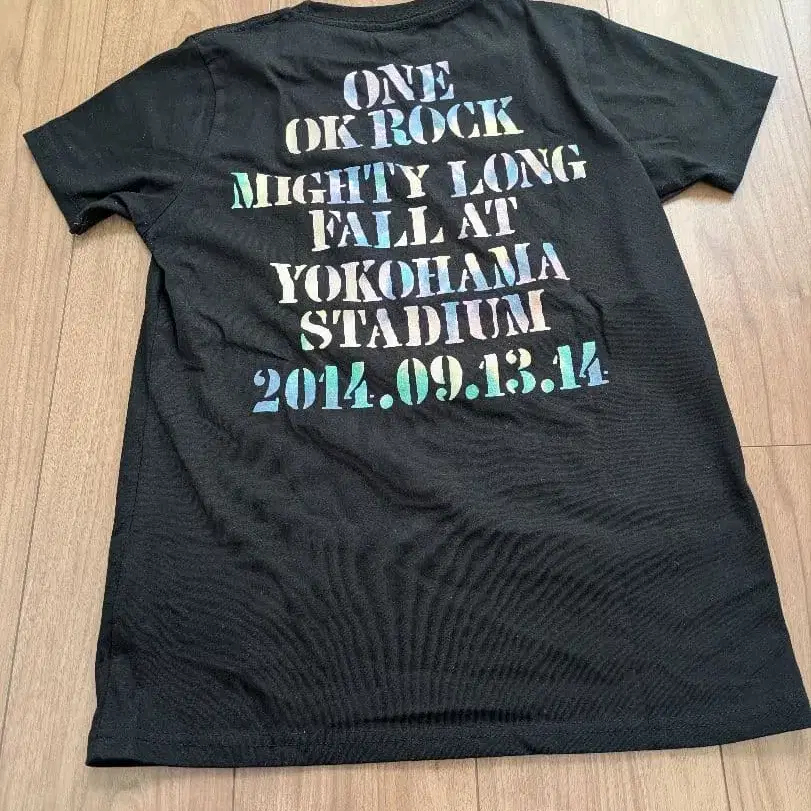 ONE
OK ROCK
MIGHTY LONG
FALL AT
YOKOHAMA
STADIUM
2014.09.13.14